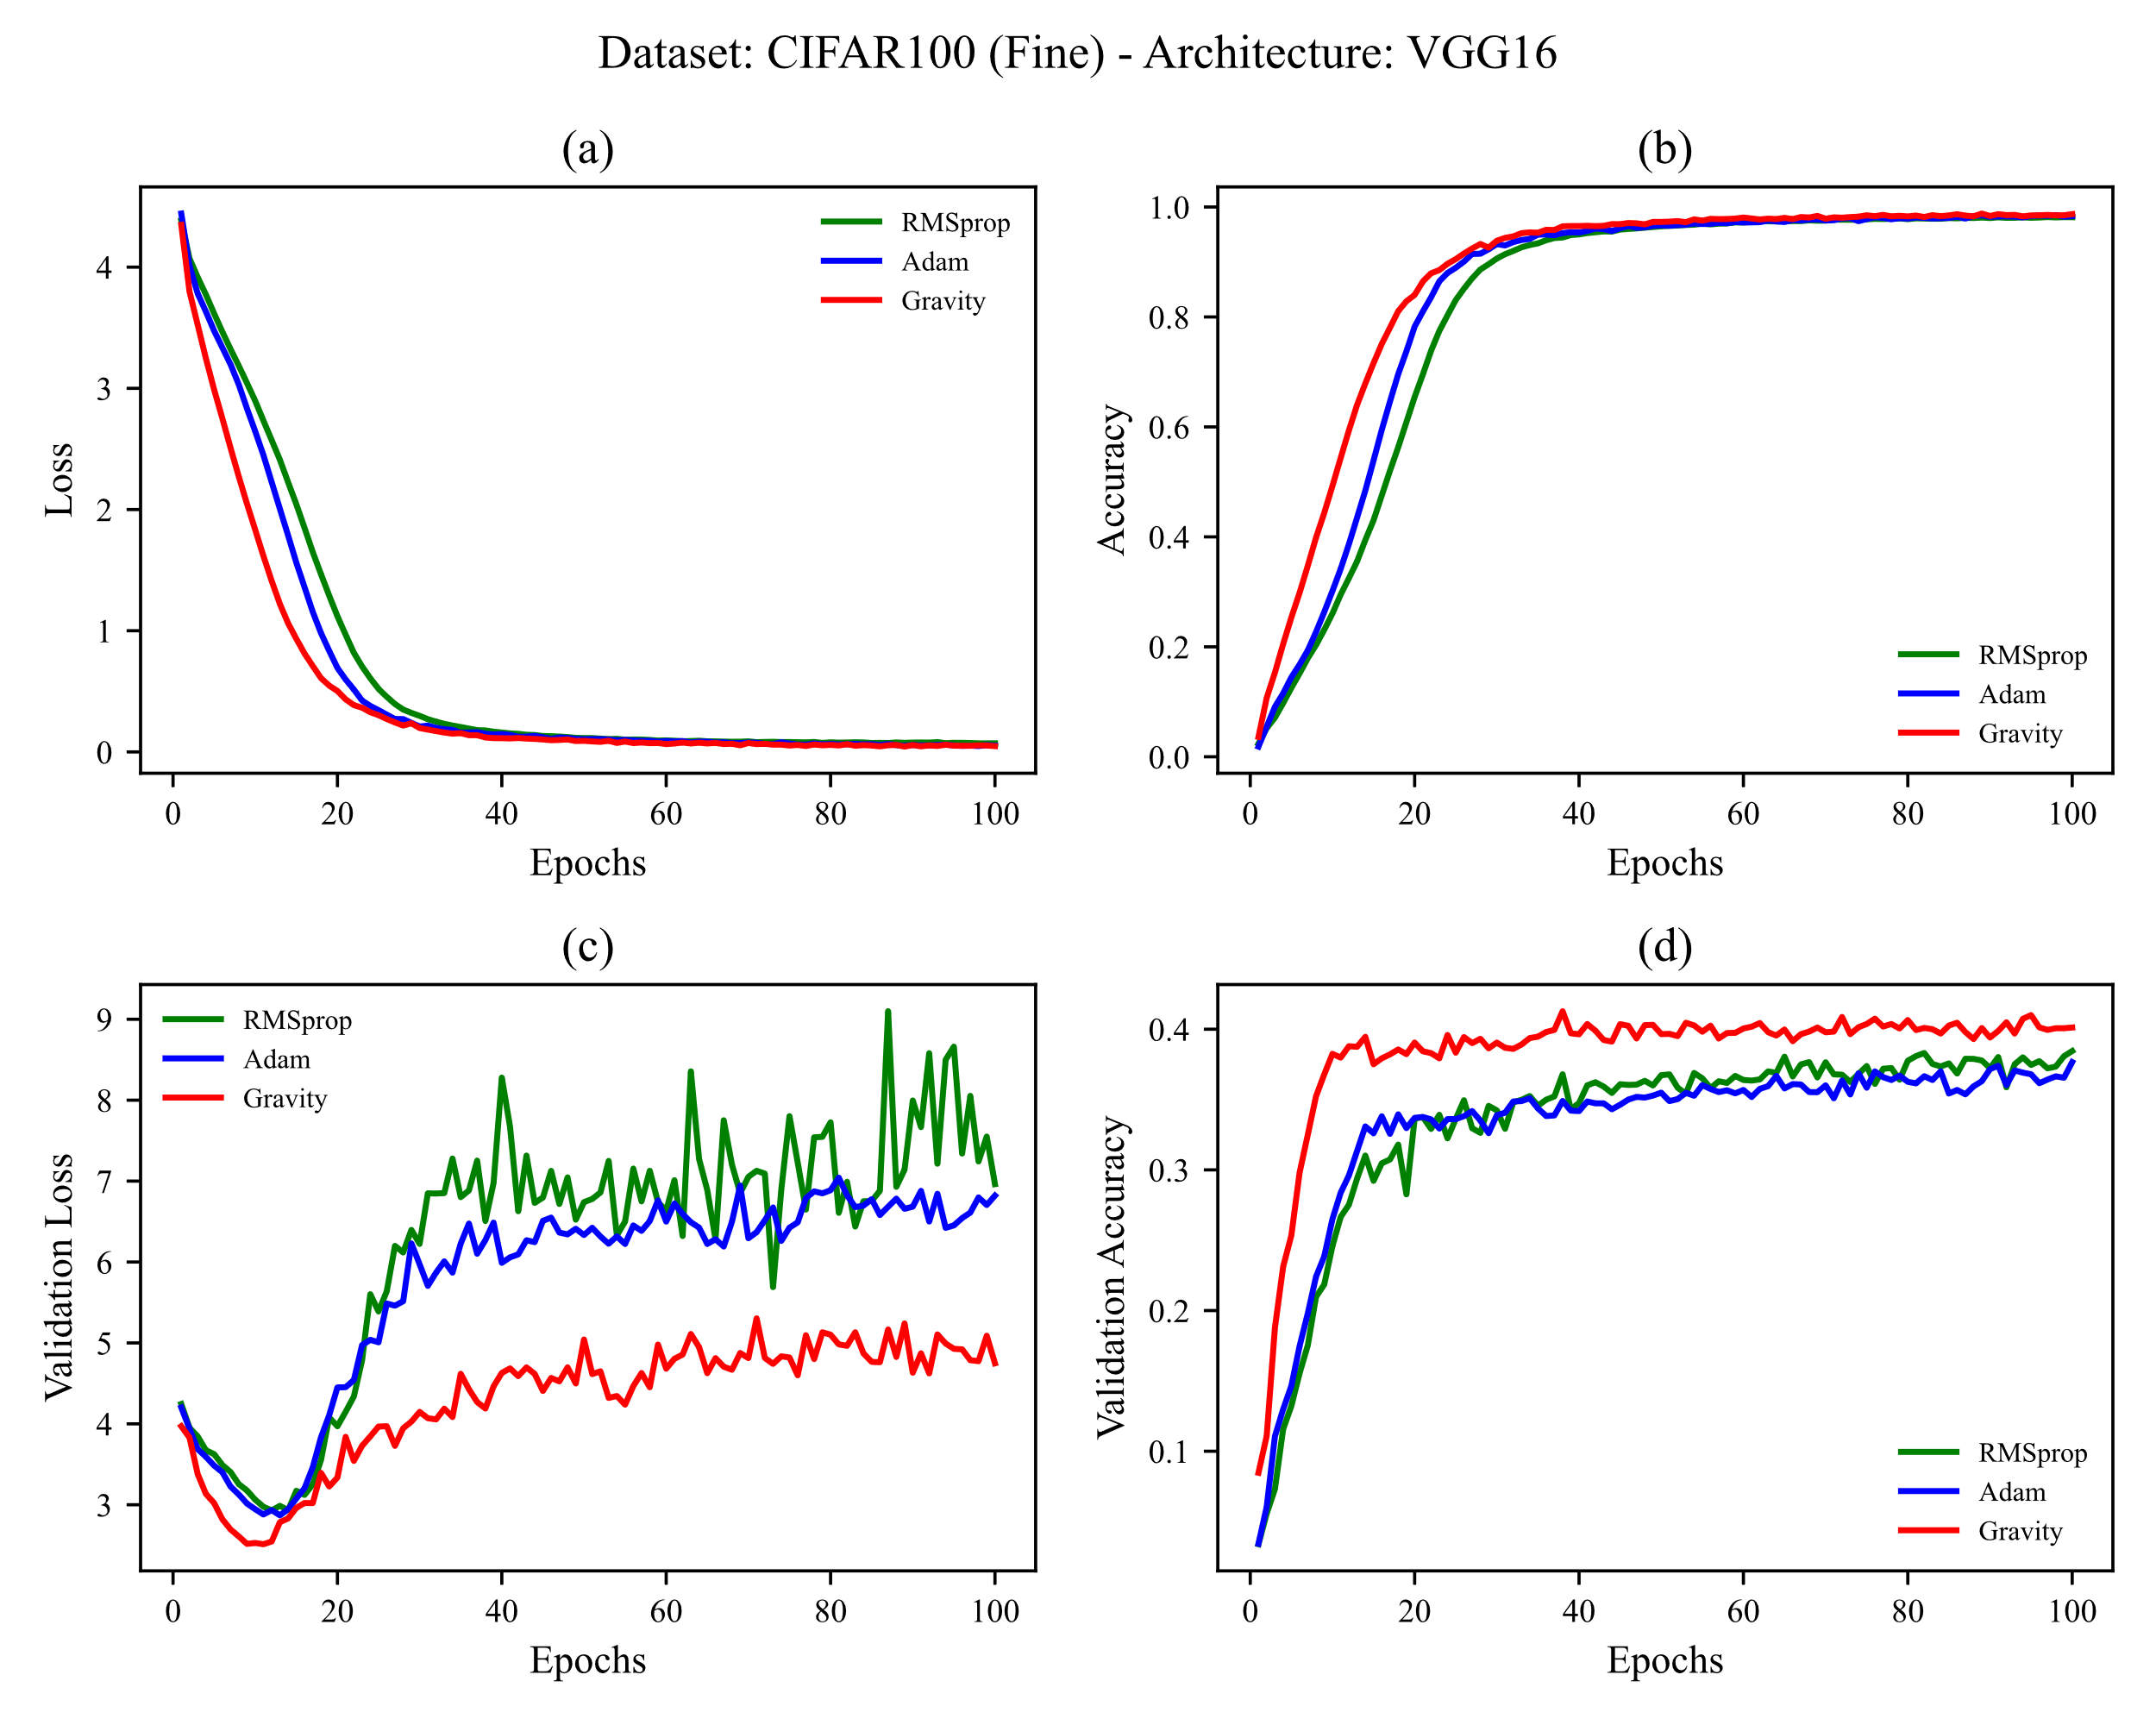 Dataset: CIFAR100 (Fine) - Architecture: VGG16
(a)
Loss
4
3
2
1
0
RMSprop
Adam
Gravity
0 20 40 60 80 100
Epochs
(b)
Accuracy
1.0
0.8
0.6
0.4
0.2
0.0
RMSprop
Adam
Gravity
0 20 40 60 80 100
Epochs
(c)
Validation Loss
9
8
7
6
5
4
3
RMSprop
Adam
Gravity
0 20 40 60 80 100
Epochs
(d)
Validation Accuracy
0.4
0.3
0.2
0.1
RMSprop
Adam
Gravity
0 20 40 60 80 100
Epochs